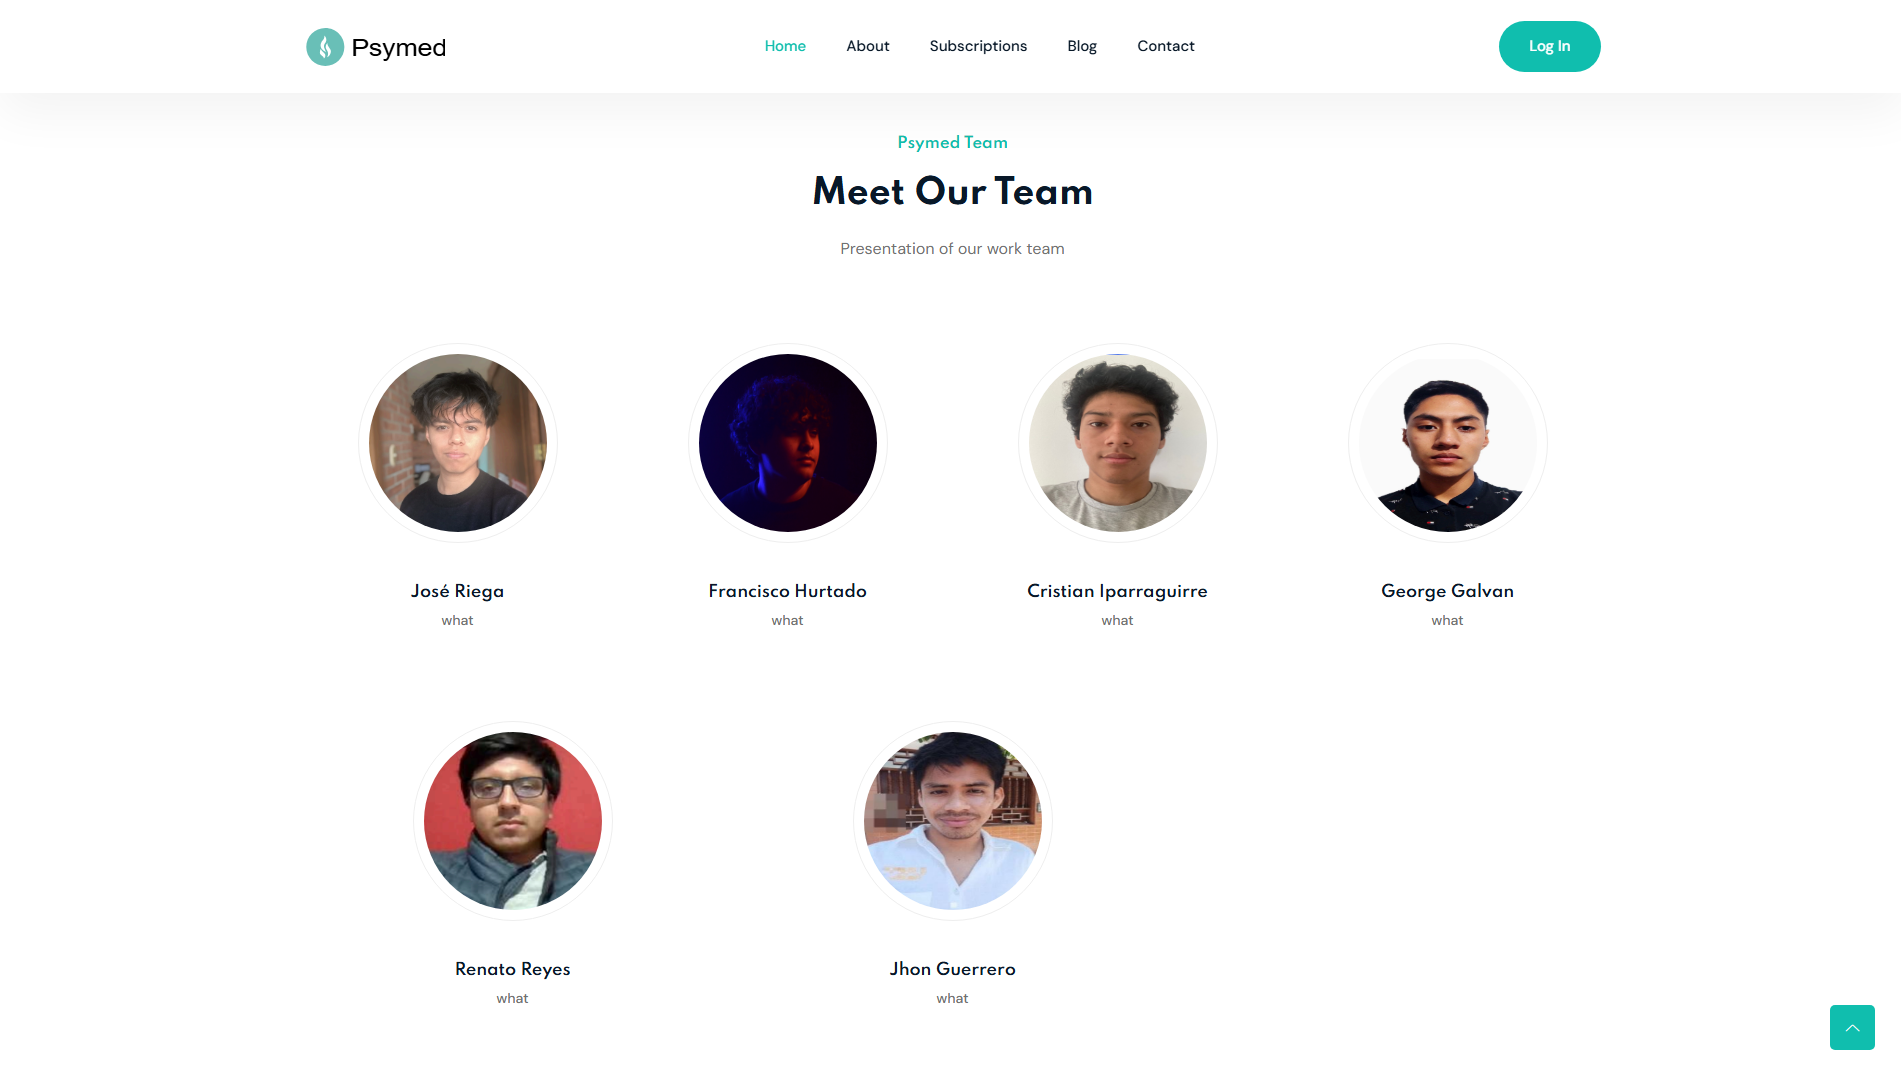 Psymed
Home About Subscriptions Blog Contact
Log In
Psymed Team
Meet Our Team
Presentation of our work team
José Riega
what
Francisco Hurtado
what
Cristian Iparraguirre
what
George Galvan
what
Renato Reyes
what
Jhon Guerrero
what